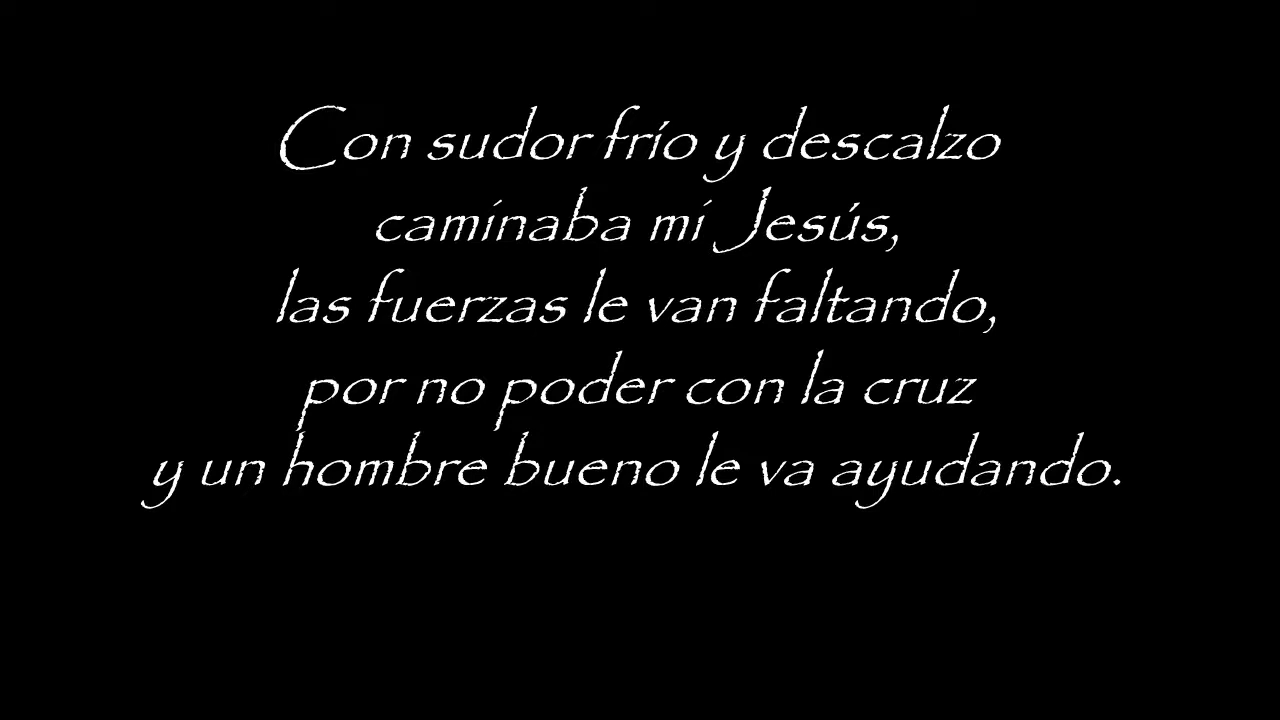 Con sudor frío y descalzo
caminaba mi Jesús,
las fuerzas le van faltando,
por no poder con la cruz
y un hombre bueno le va ayudando.